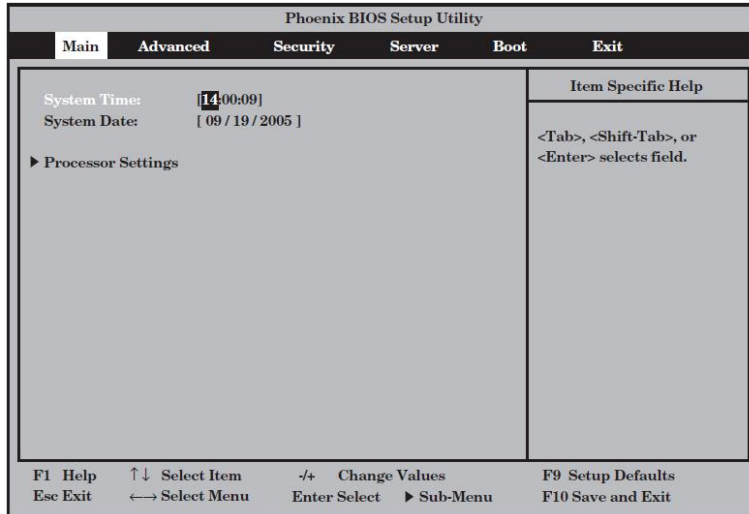 Phoenix BIOS Setup Utility
Main Advanced Security Server Boot Exit
System Time: [14:00:09]
System Date: [ 09 / 19 / 2005 ]
▶ Processor Settings
Item Specific Help
<Tab>, <Shift-Tab>, or
<Enter> selects field.
F1 Help ↑↓ Select Item -/+ Change Values F9 Setup Defaults
Esc Exit ←→ Select Menu Enter Select ▶ Sub-Menu F10 Save and Exit